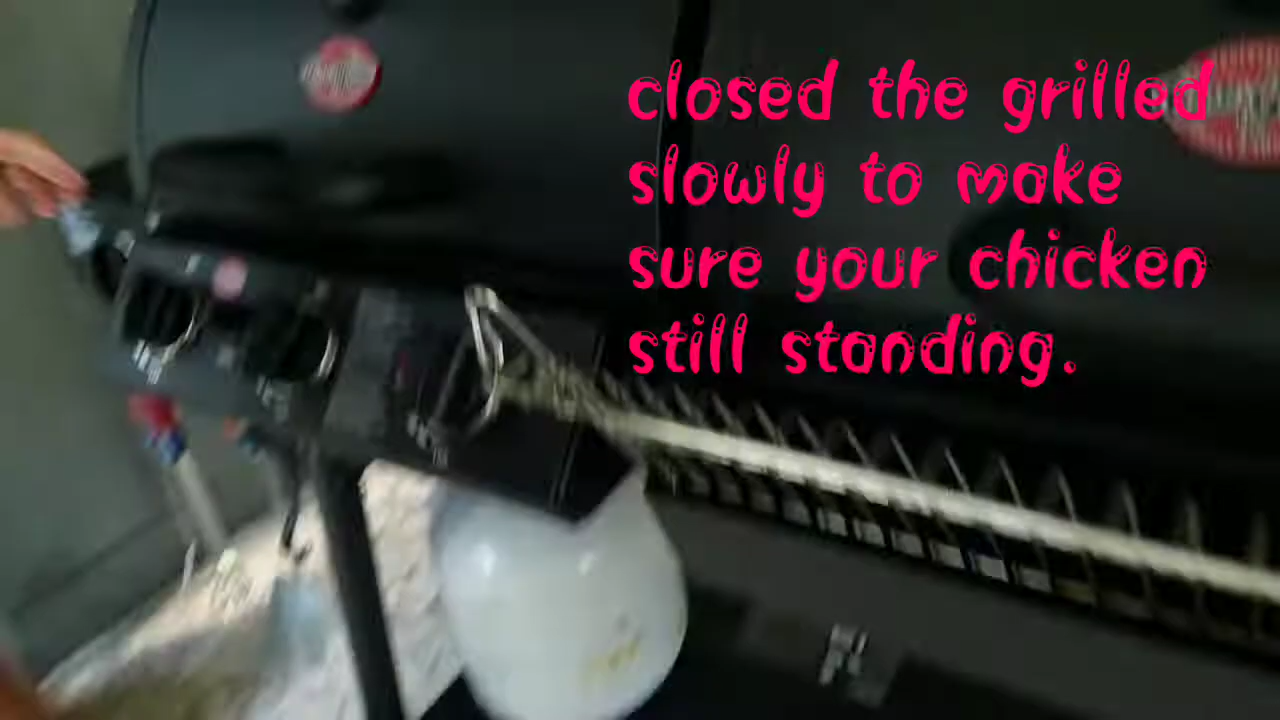 closed the grilled
slowly to make
sure your chicken
still standing.